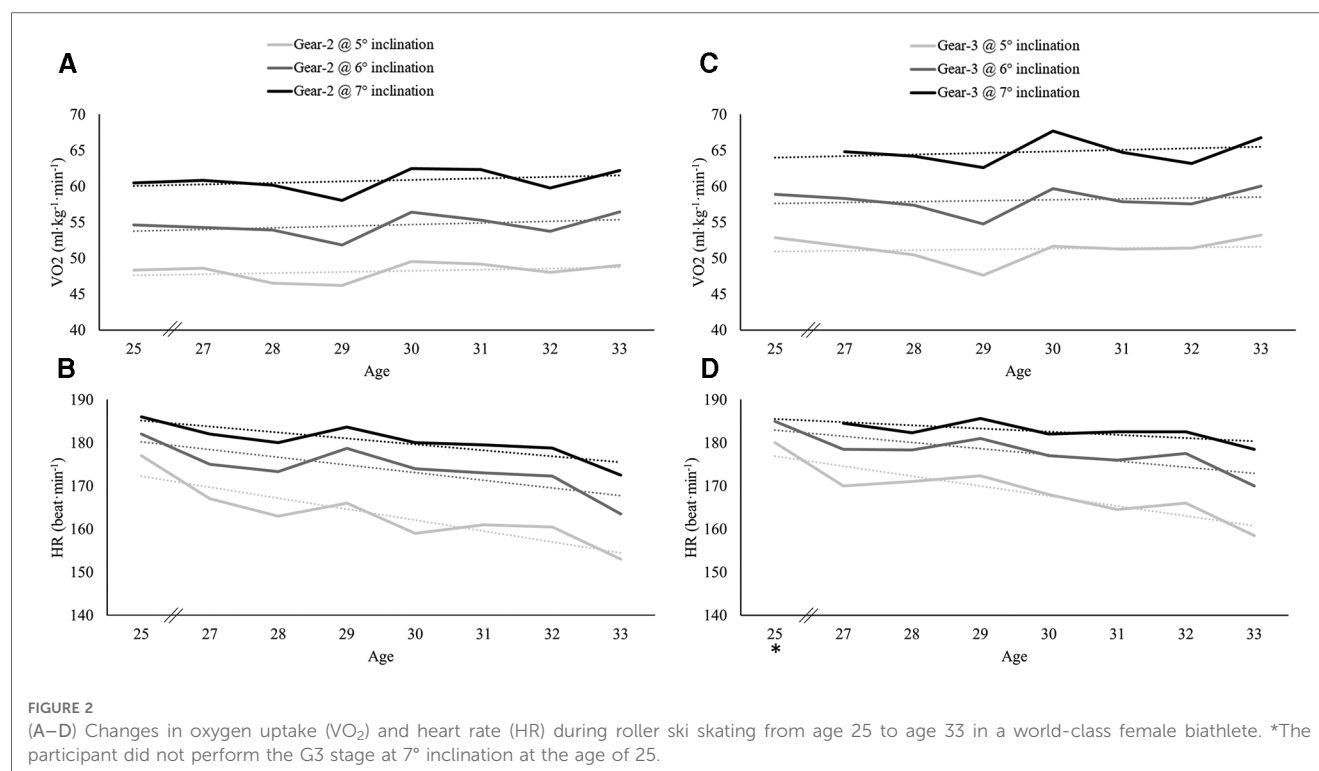 A
Gear-2 @ 5° inclination
Gear-2 @ 6° inclination
Gear-2 @ 7° inclination
VO2 (ml·kg⁻¹·min⁻¹)
70
65
60
55
50
45
40
25 27 28 29 30 31 32 33
Age
C
Gear-3 @ 5° inclination
Gear-3 @ 6° inclination
Gear-3 @ 7° inclination
VO2 (ml·kg⁻¹·min⁻¹)
70
65
60
55
50
45
40
25 27 28 29 30 31 32 33
Age
B
HR (beat·min⁻¹)
190
180
170
160
150
140
25 27 28 29 30 31 32 33
Age
D
HR (beat·min⁻¹)
190
180
170
160
150
140
25 27 28 29 30 31 32 33
*
Age
FIGURE 2
(A–D) Changes in oxygen uptake (VO₂) and heart rate (HR) during roller ski skating from age 25 to age 33 in a world-class female biathlete. *The
participant did not perform the G3 stage at 7° inclination at the age of 25.